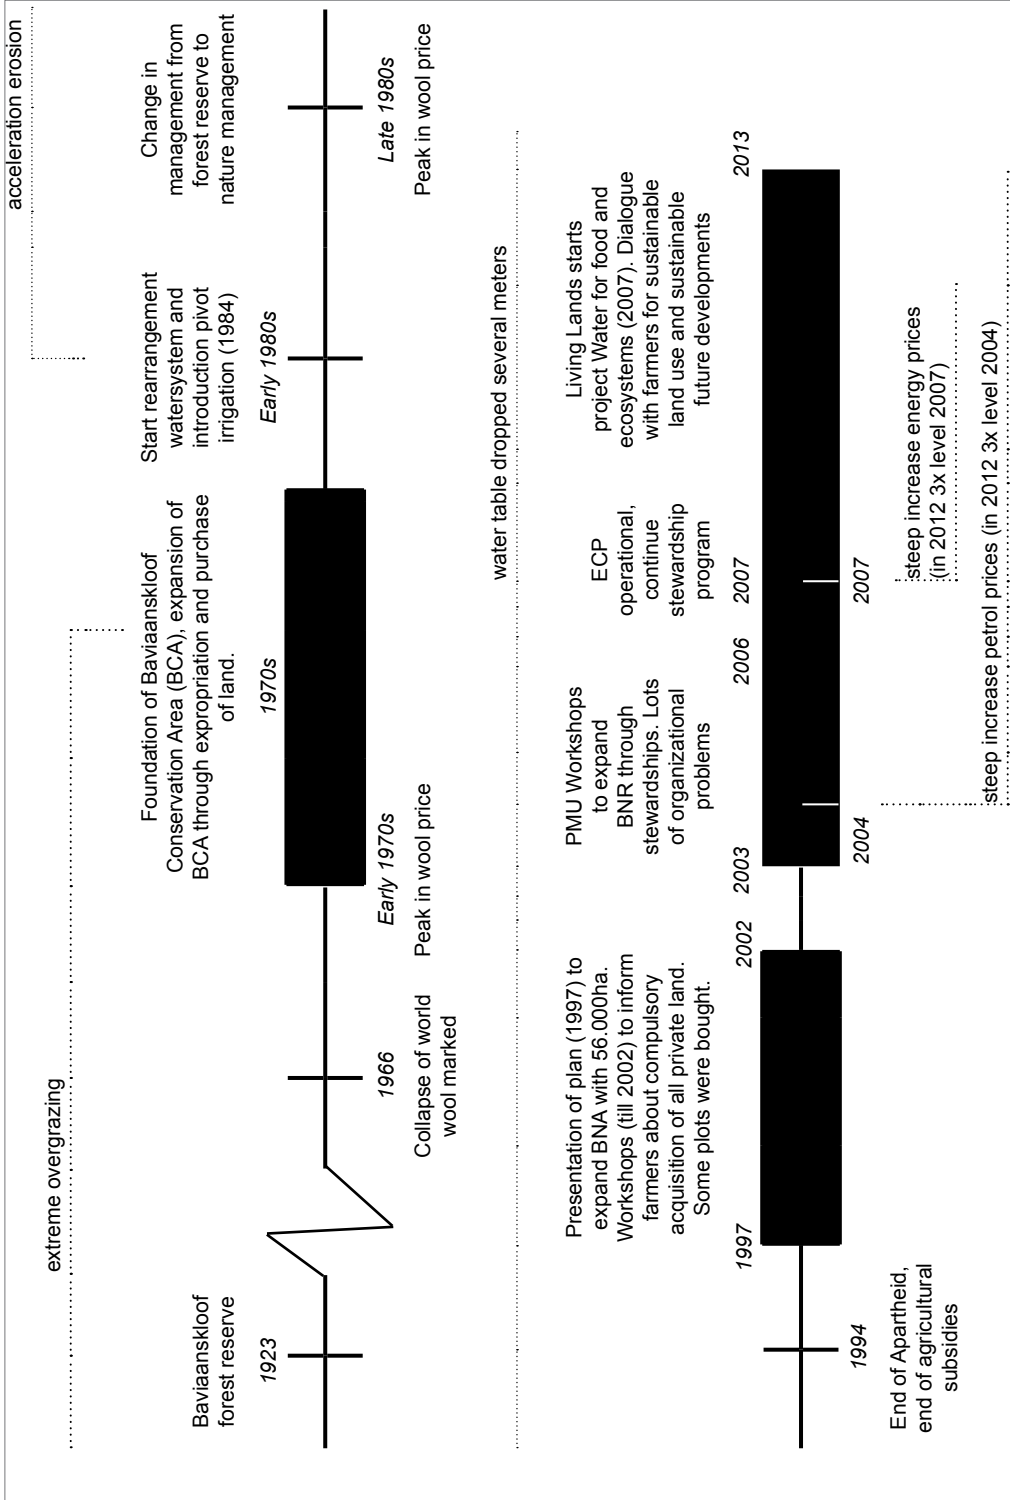 acceleration erosion
extreme overgrazing
Baviaanskloof
forest reserve
1923
1966
Collapse of world
wool marked
Foundation of Baviaanskloof
Conservation Area (BCA), expansion of
BCA through expropriation and purchase
of land.
1970s
Early 1970s
Peak in wool price
Start rearrangement
watersystem and
introduction pivot
irrigation (1984)
Early 1980s
Change in
management from
forest reserve to
nature management
Late 1980s
Peak in wool price
water table dropped several meters
1994
End of Apartheid,
end of agricultural
subsidies
Presentation of plan (1997) to
expand BNA with 56.000ha.
Workshops (till 2002) to inform
farmers about compulsory
acquisition of all private land.
Some plots were bought.
1997
2002
PMU Workshops
to expand
BNR through
stewardships. Lots
of organizational
problems
2003
2006
2004
ECP
operational,
continue
stewardship
program
2007
2007
Living Lands starts
project Water for food and
ecosystems (2007). Dialogue
with farmers for sustainable
land use and sustainable
future developments
2013
steep increase energy prices
(in 2012 3x level 2007)
steep increase petrol prices (in 2012 3x level 2004)